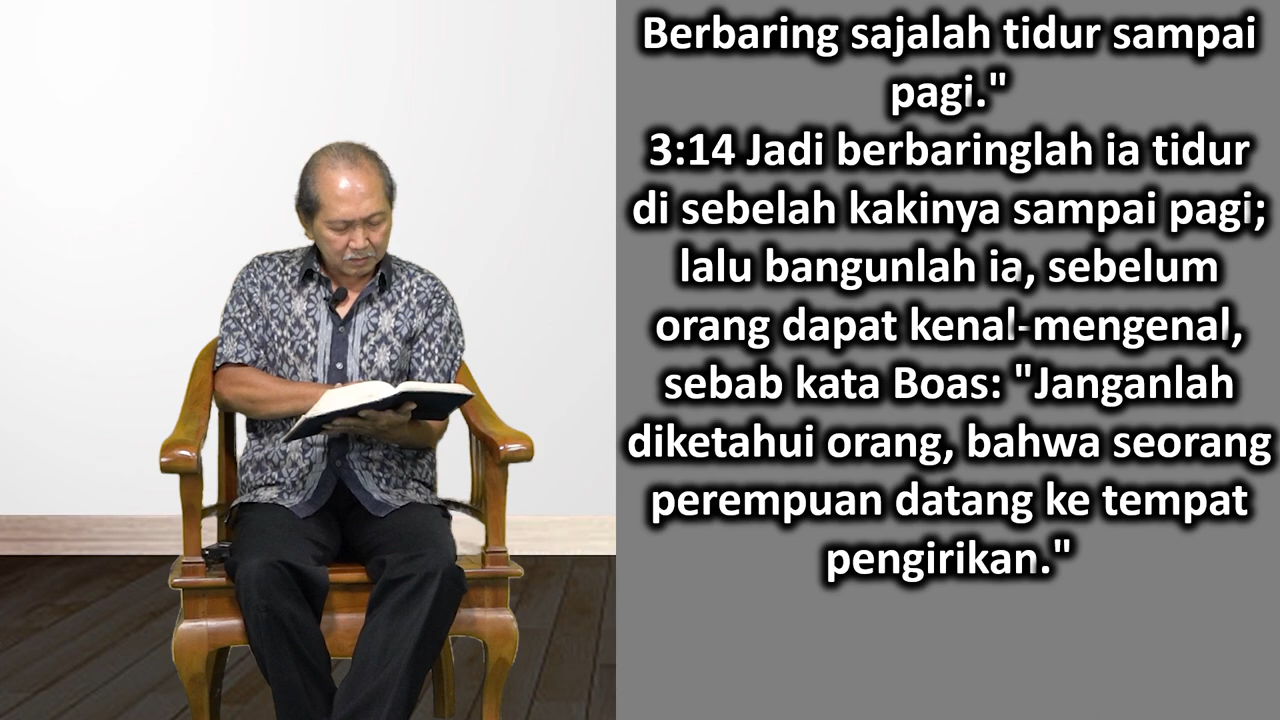 Berbaring sajalah tidur sampai
pagi."
3:14 Jadi berbaringlah ia tidur
di sebelah kakinya sampai pagi;
lalu bangunlah ia, sebelum
orang dapat kenal-mengenal,
sebab kata Boas: "Janganlah
diketahui orang, bahwa seorang
perempuan datang ke tempat
pengirikan."